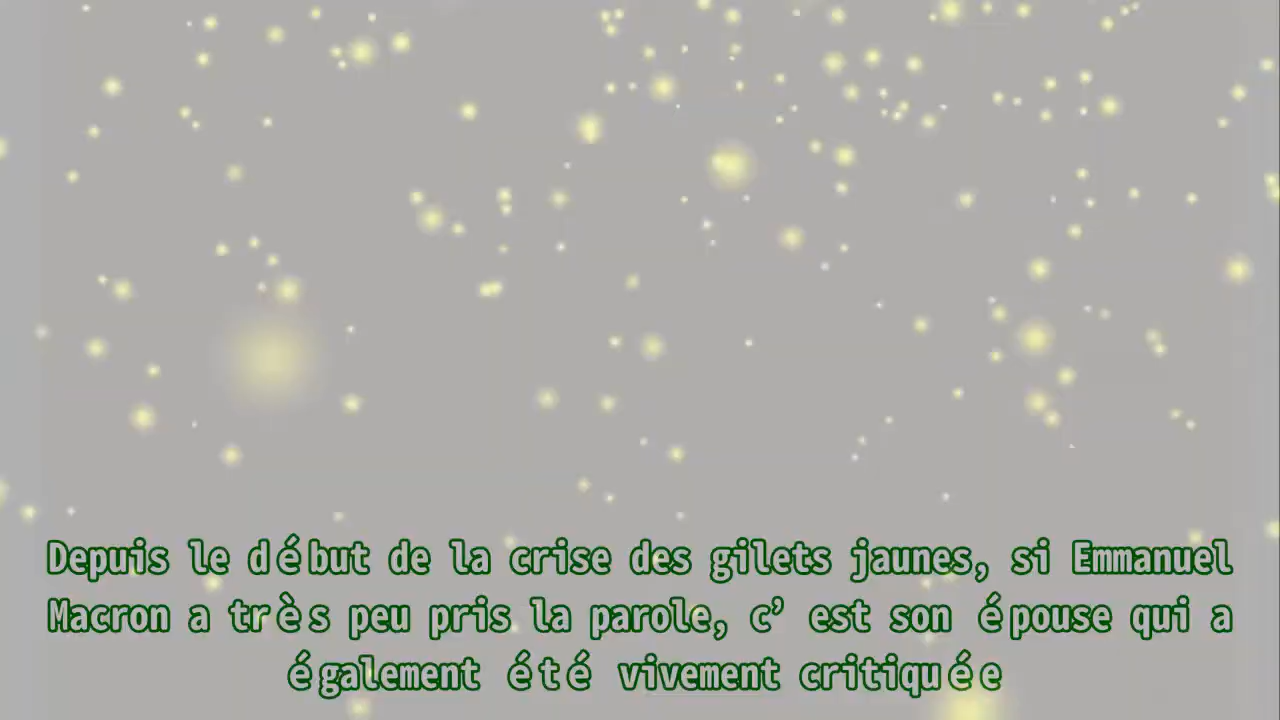 Depuis le début de la crise des gilets jaunes, si Emmanuel
Macron a très peu pris la parole, c’ est son épouse qui a
également été vivement critiquée